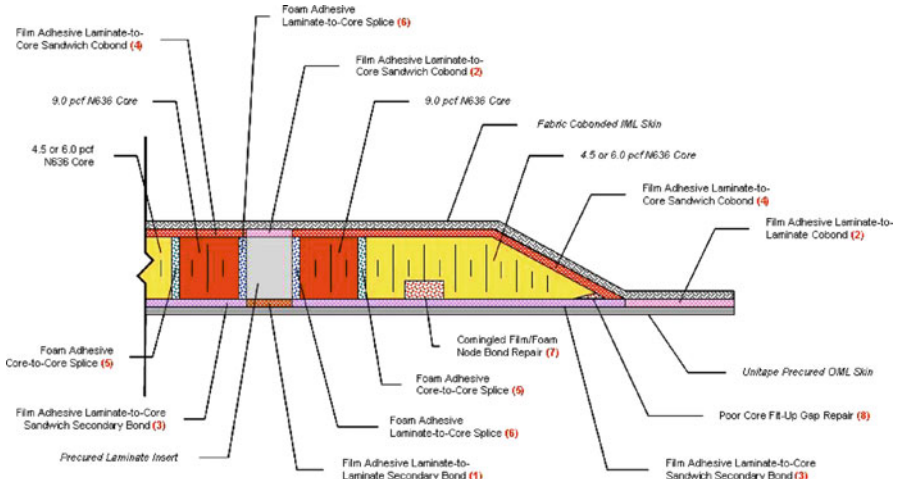 Foam Adhesive
Laminate-to-Core Splice (6)
Film Adhesive Laminate-to-
Core Sandwich Cobond (4)
Film Adhesive Laminate-to-
Core Sandwich Cobond (2)
9.0 pcf N636 Core
9.0 pcf N636 Core
Fabric Cobonded IML Skin
4.5 or 6.0 pcf
N636 Core
4.5 or 6.0 pcf N636 Core
Film Adhesive Laminate-to-
Core Sandwich Cobond (4)
Film Adhesive Laminate-to-
Laminate Cobond (2)
Foam Adhesive
Core-to-Core Splice (5)
Comingled Film/Foam
Node Bond Repair (7)
Unitape Precured OML Skin
Foam Adhesive
Core-to-Core Splice (5)
Film Adhesive Laminate-to-Core
Sandwich Secondary Bond (3)
Foam Adhesive
Laminate-to-Core Splice (6)
Poor Core Fit-Up Gap Repair (8)
Precured Laminate Insert
Film Adhesive Laminate-to-
Laminate Secondary Bond (1)
Film Adhesive Laminate-to-Core
Sandwich Secondary Bond (3)